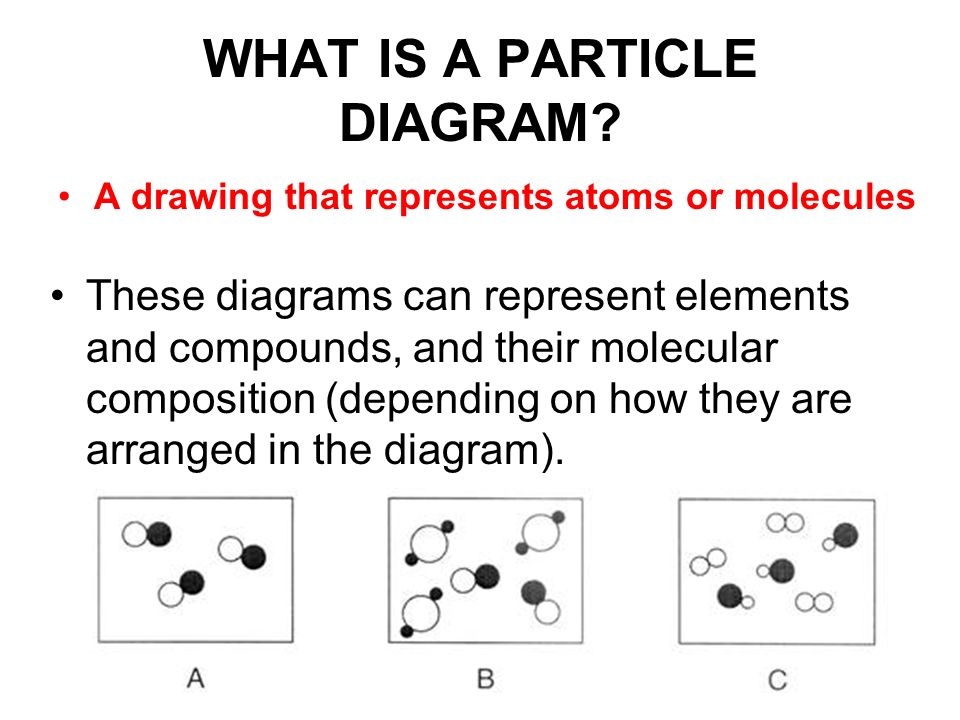 WHAT IS A PARTICLE
DIAGRAM?
• A drawing that represents atoms or molecules
• These diagrams can represent elements
and compounds, and their molecular
composition (depending on how they are
arranged in the diagram).
A B C